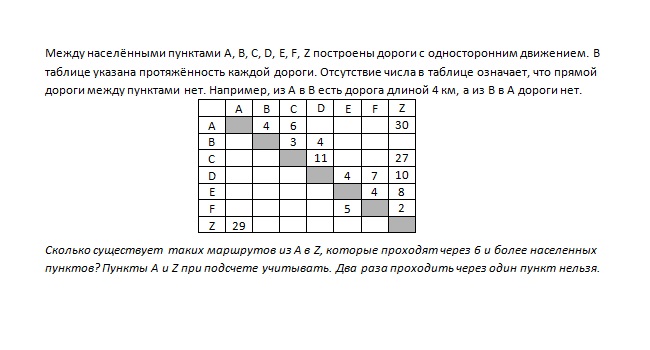 Между населёнными пунктами A, B, C, D, E, F, Z построены дороги с односторонним движением. В
таблице указана протяжённость каждой дороги. Отсутствие числа в таблице означает, что прямой
дороги между пунктами нет. Например, из A в B есть дорога длиной 4 км, а из B в A дороги нет.
A B C D E F Z
A 4 6 30
B 3 4
C 11 27
D 4 7 10
E 4 8
F 5 2
Z 29
Сколько существует таких маршрутов из A в Z, которые проходят через 6 и более населенных
пунктов? Пункты A и Z при подсчете учитывать. Два раза проходить через один пункт нельзя.